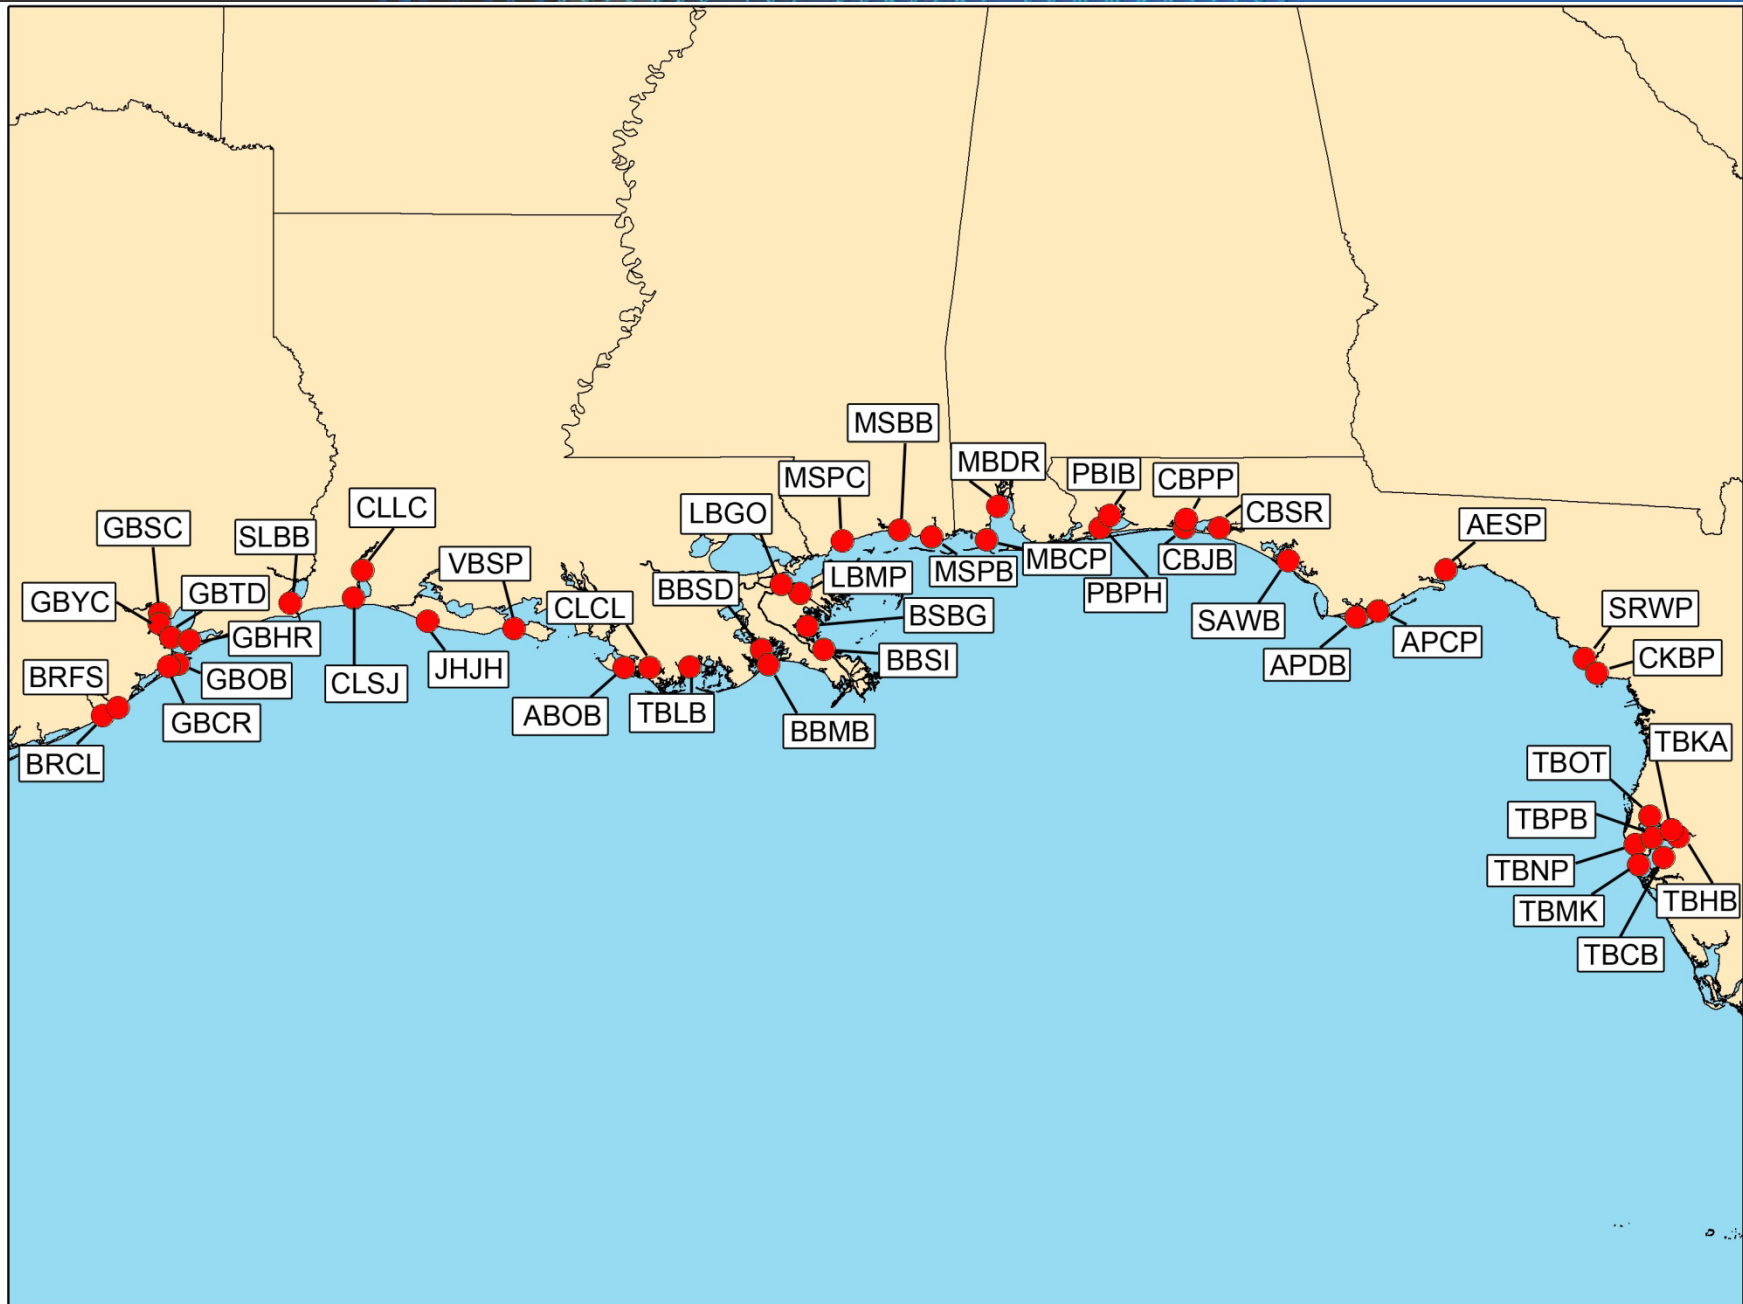 MSBB
MBDR
PBIB
CBPP
MSPC
CBSR
CLLC
LBGO
GBSC
SLBB
AESP
VBSP
GBTD
GBYC
BBSD
CLCL
LBMP
MSPB
MBCP
CBJB
PBPH
BSBG
SAWB
SRWP
GBHR
BRFS
GBOB
CLSJ
JHJH
BBSI
APCP
APDB
CKBP
ABOB
TBLB
GBCR
BBMB
BRCL
TBKA
TBOT
TBPB
TBNP
TBHB
TBMK
TBCB